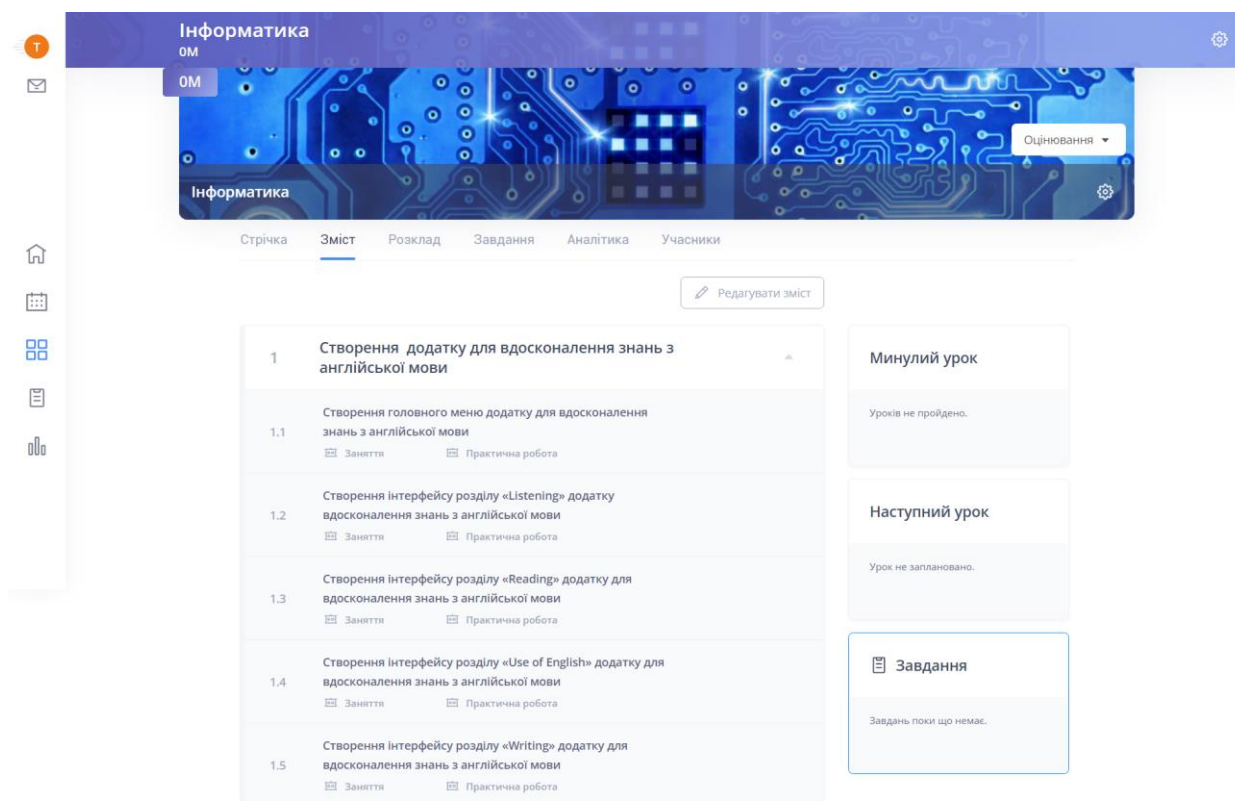 Т
Інформатика
0М
0М
Оцінювання
Інформатика
Стрічка Зміст Розклад Завдання Аналітика Учасники
Редагувати зміст
1 Створення додатку для вдосконалення знань з
англійської мови
1.1 Створення головного меню додатку для вдосконалення
знань з англійської мови
Заняття Практична робота
1.2 Створення інтерфейсу розділу «Listening» додатку
вдосконалення знань з англійської мови
Заняття Практична робота
1.3 Створення інтерфейсу розділу «Reading» додатку для
вдосконалення знань з англійської мови
Заняття Практична робота
1.4 Створення інтерфейсу розділу «Use of English» додатку для
вдосконалення знань з англійської мови
Заняття Практична робота
1.5 Створення інтерфейсу розділу «Writing» додатку для
вдосконалення знань з англійської мови
Заняття Практична робота
Минулий урок
Уроків не пройдено.
Наступний урок
Урок не заплановано.
Завдання
Завдань поки що немає.